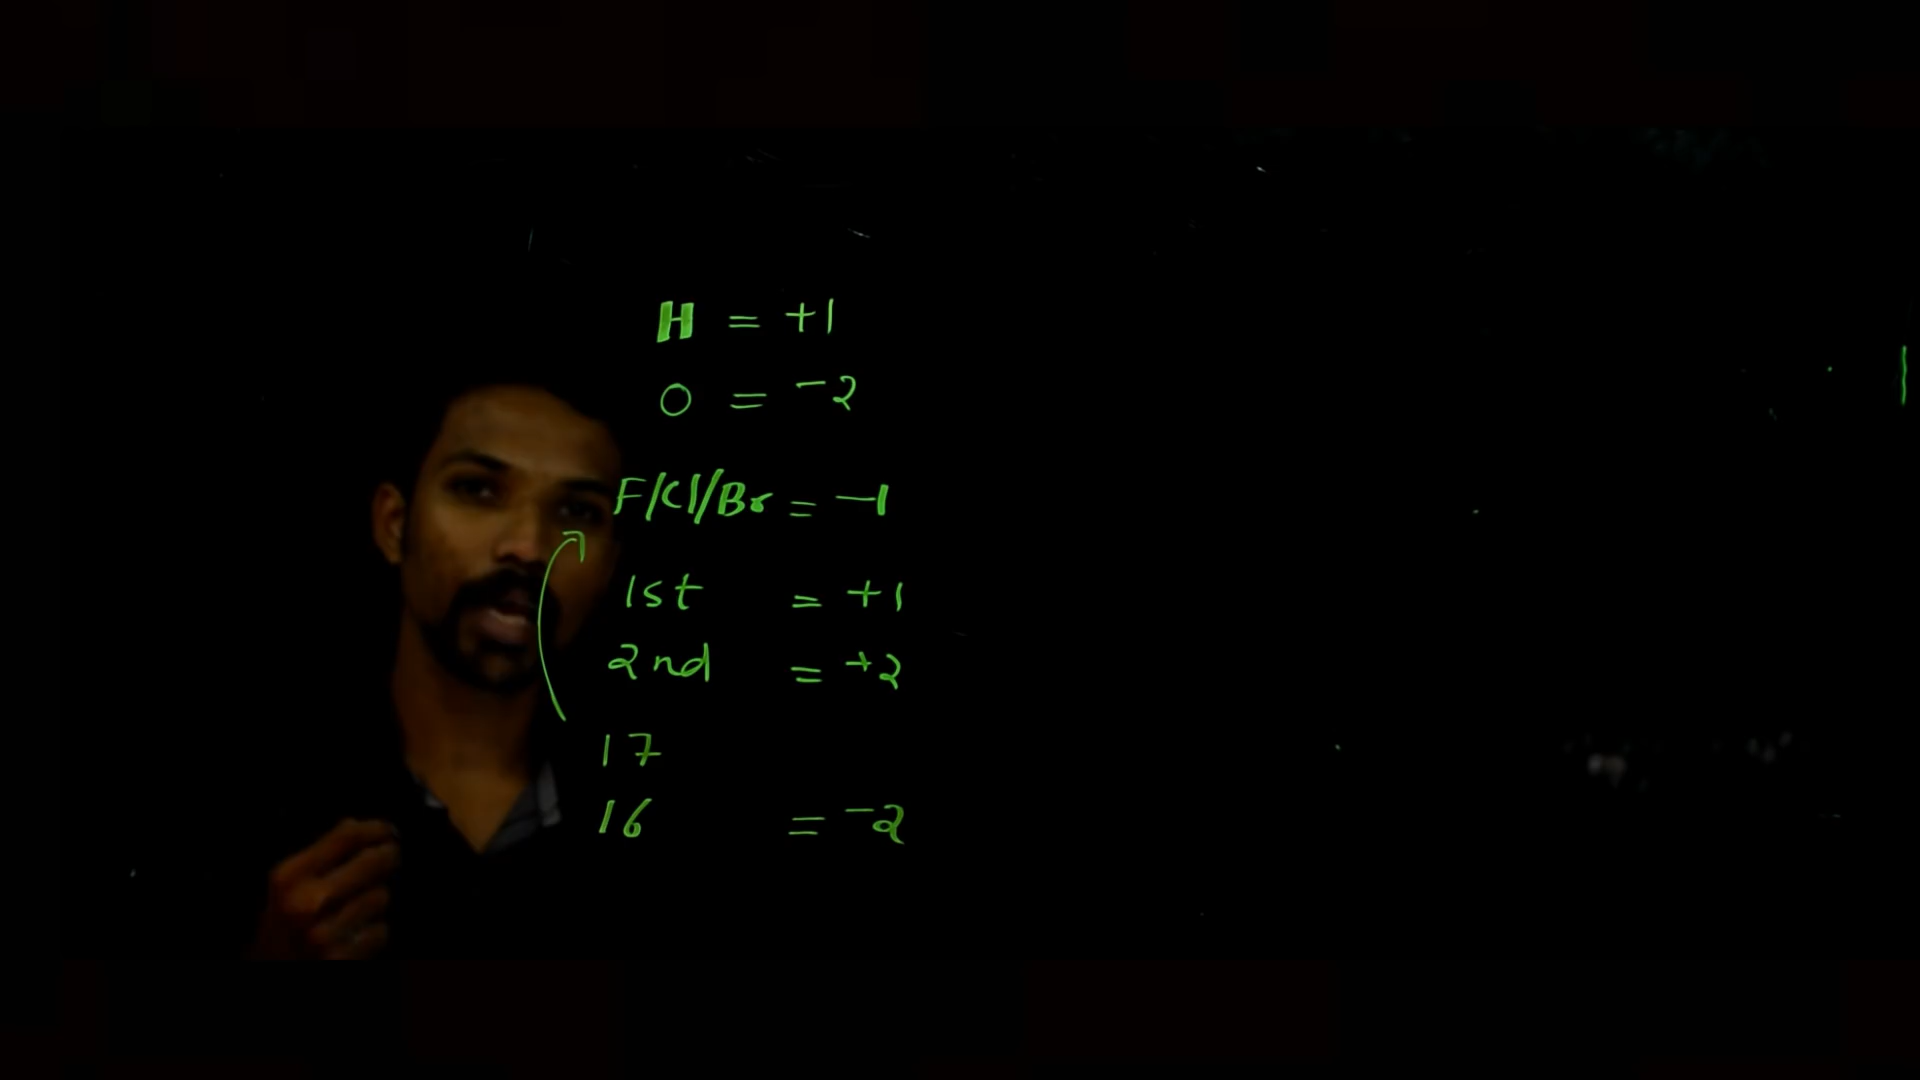 H = +1
O = -2
F/Cl/Br = -1
1st = +1
2nd = +2
17
16 = -2